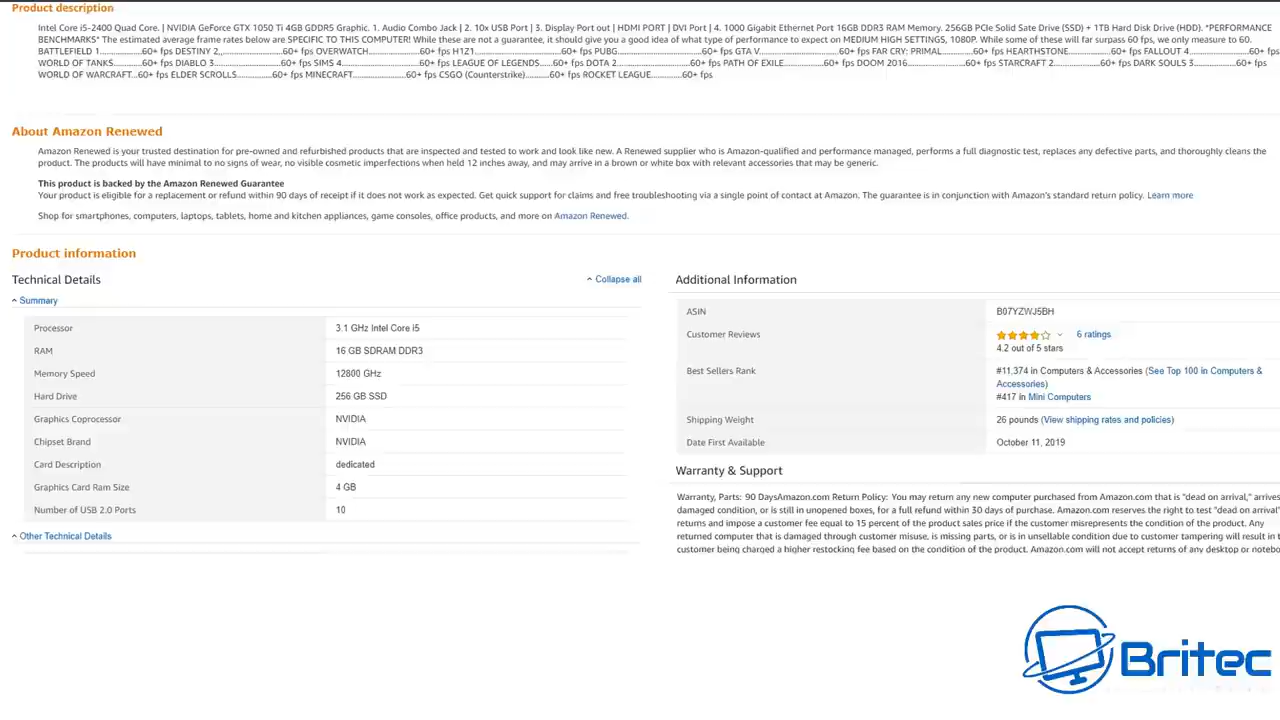 Product description
Intel Core i5-2400 Quad Core. | NVIDIA GeForce GTX 1050 Ti 4GB GDDR5 Graphic. 1. Audio Combo Jack | 2. 10x USB Port | 3. Display Port out | HDMI PORT | DVI Port | 4. 1000 Gigabit Ethernet Port 16GB DDR3 RAM Memory. 256GB PCIe Solid Sate Drive (SSD) + 1TB Hard Disk Drive (HDD). *PERFORMANCE
BENCHMARKS* The estimated average frame rates below are SPECIFIC TO THIS COMPUTER! While these are not a guarantee, it should give you a good idea of what type of performance to expect on MEDIUM HIGH SETTINGS, 1080P. While some of these will far surpass 60 fps, we only measure to 60.
BATTLEFIELD 1.................60+ fps DESTINY 2,,........................60+ fps OVERWATCH.....................60+ fps H1Z1.................................60+ fps PUBG.................................60+ fps GTA V................................60+ fps FAR CRY: PRIMAL.............60+ fps HEARTHSTONE.................60+ fps FALLOUT 4.........................60+ fps
WORLD OF TANKS............60+ fps DIABLO 3...........................60+ fps SIMS 4...............................60+ fps LEAGUE OF LEGENDS......60+ fps DOTA 2..............................60+ fps PATH OF EXILE..................60+ fps DOOM 2016........................60+ fps STARCRAFT 2...................60+ fps DARK SOULS 3.................60+ fps
WORLD OF WARCRAFT...60+ fps ELDER SCROLLS...............60+ fps MINECRAFT........................60+ fps CSGO (Counterstrike)..........60+ fps ROCKET LEAGUE...............60+ fps
About Amazon Renewed
Amazon Renewed is your trusted destination for pre-owned and refurbished products that are inspected and tested to work and look like new. A Renewed supplier who is Amazon-qualified and performance managed, performs a full diagnostic test, replaces any defective parts, and thoroughly cleans the
product. The products will have minimal to no signs of wear, no visible cosmetic imperfections when held 12 inches away, and may arrive in a brown or white box with relevant accessories that may be generic.
This product is backed by the Amazon Renewed Guarantee
Your product is eligible for a replacement or refund within 90 days of receipt if it does not work as expected. Get quick support for claims and free troubleshooting via a single point of contact at Amazon. The guarantee is in conjunction with Amazon's standard return policy. Learn more
Shop for smartphones, computers, laptops, tablets, home and kitchen appliances, game consoles, office products, and more on Amazon Renewed.
Product information
Technical Details
Collapse all
Summary
Processor 3.1 GHz Intel Core i5
RAM 16 GB SDRAM DDR3
Memory Speed 12800 GHz
Hard Drive 256 GB SSD
Graphics Coprocessor NVIDIA
Chipset Brand NVIDIA
Card Description dedicated
Graphics Card Ram Size 4 GB
Number of USB 2.0 Ports 10
Other Technical Details
Additional Information
ASIN B07YZWJ5BH
Customer Reviews 6 ratings
4.2 out of 5 stars
Best Sellers Rank #11,374 in Computers & Accessories (See Top 100 in Computers &
Accessories)
#417 in Mini Computers
Shipping Weight 26 pounds (View shipping rates and policies)
Date First Available October 11, 2019
Warranty & Support
Warranty, Parts: 90 DaysAmazon.com Return Policy: You may return any new computer purchased from Amazon.com that is "dead on arrival," arrives
damaged condition, or is still in unopened boxes, for a full refund within 30 days of purchase. Amazon.com reserves the right to test "dead on arrival"
returns and impose a customer fee equal to 15 percent of the product sales price if the customer misrepresents the condition of the product. Any
returned computer that is damaged through customer misuse, is missing parts, or is in unsellable condition due to customer tampering will result in t
customer being charged a higher restocking fee based on the condition of the product. Amazon.com will not accept returns of any desktop or notebo
Britec